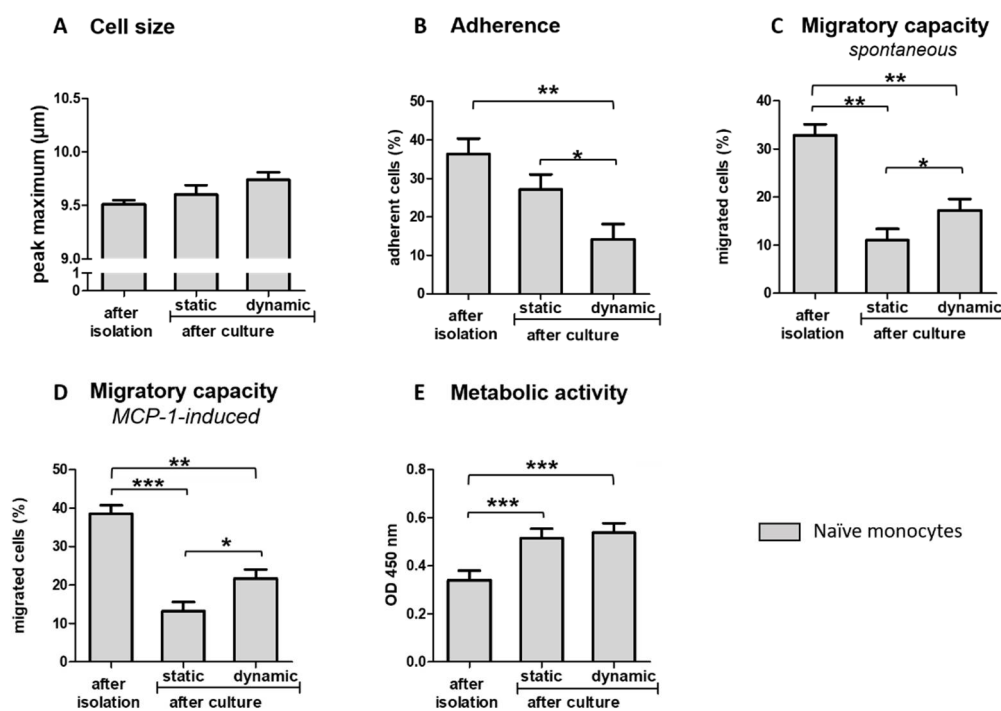 A Cell size
peak maximum (µm)
10.5
10.0
9.5
9.0
1
0
after
isolation
static
dynamic
after culture
B Adherence
adherent cells (%)
50
40
30
20
10
0
**
*
after
isolation
static
dynamic
after culture
C Migratory capacity
spontaneous
migrated cells (%)
40
30
20
10
0
**
**
*
after
isolation
static
dynamic
after culture
D Migratory capacity
MCP-1-induced
migrated cells (%)
50
40
30
20
10
0
**
***
*
after
isolation
static
dynamic
after culture
E Metabolic activity
OD 450 nm
0.8
0.6
0.4
0.2
0.0
***
***
after
isolation
static
dynamic
after culture
Naïve monocytes